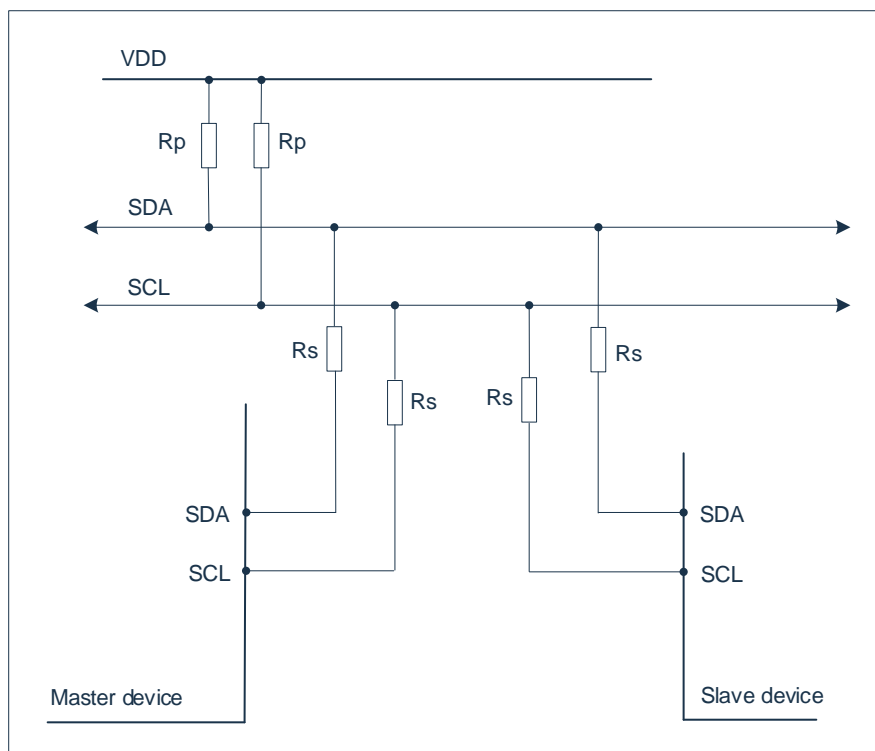 VDD
Rp
Rp
SDA
SCL
Rs
Rs
Rs
Rs
SDA
SDA
SCL
SCL
Master device
Slave device